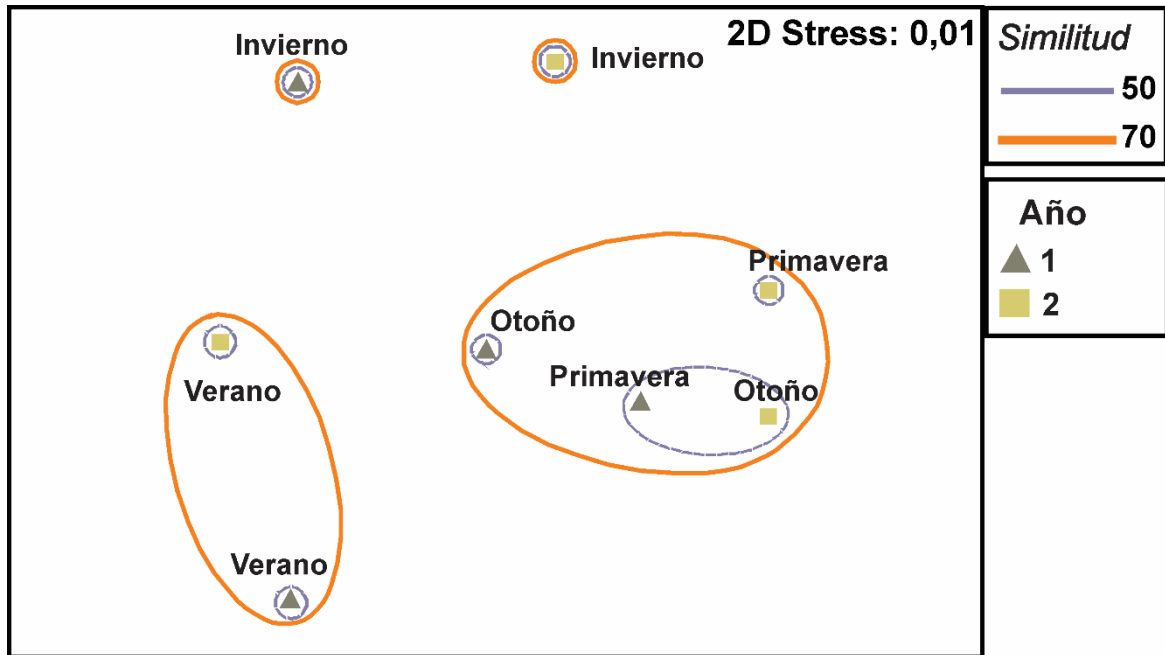 Invierno
Invierno
2D Stress: 0,01
Similitud
50
70
Año
1
2
Primavera
Otoño
Primavera
Otoño
Verano
Verano